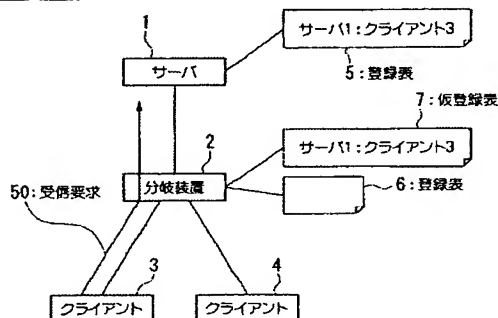 1
サーバ
サーバ1:クライアント3
5:登録表
7:仮登録表
サーバ1:クライアント3
2
分岐装置
6:登録表
50:受信要求
3
クライアント
4
クライアント